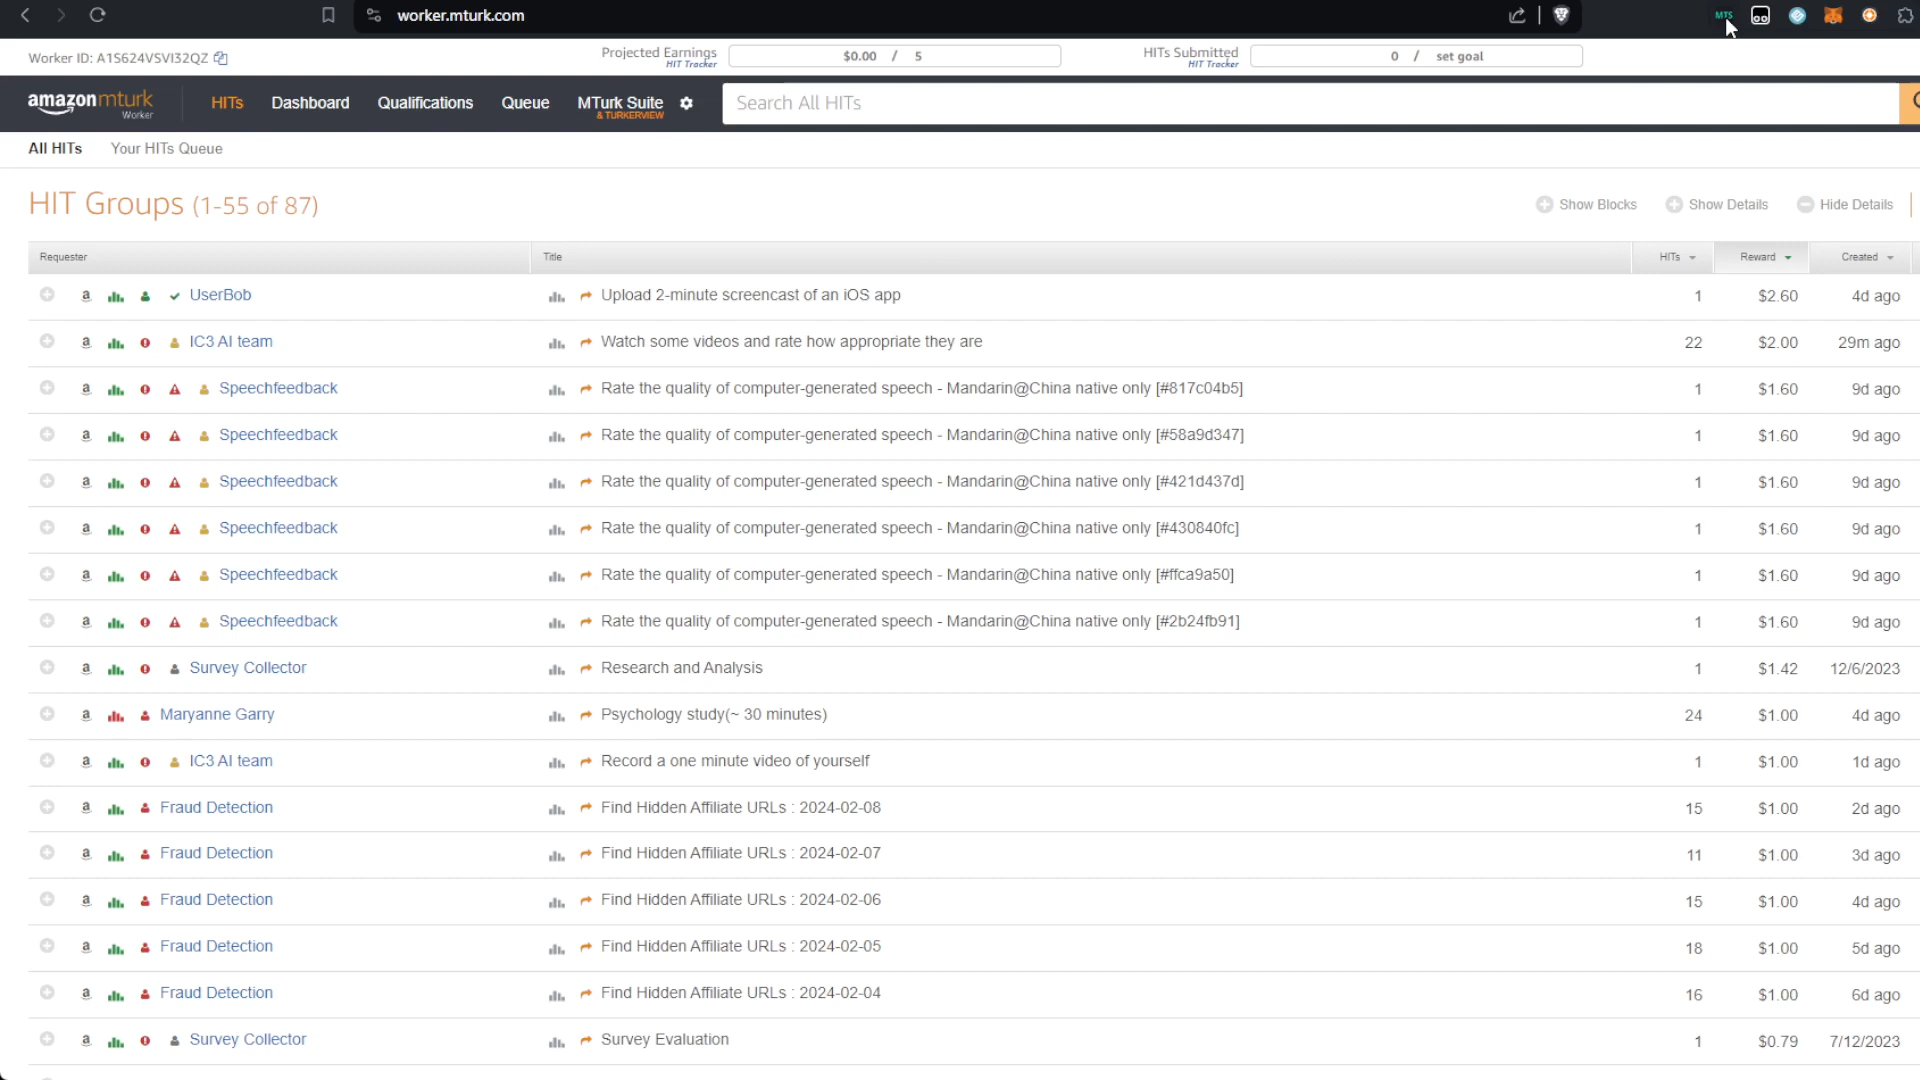 worker.mturk.com
MTS
Worker ID: A1S624VSVI32QZ
Projected Earnings
HIT Tracker
$0.00 / 5
HITs Submitted
HIT Tracker
0 / set goal
amazon mturk
Worker
HITs
Dashboard
Qualifications
Queue
MTurk Suite
& TURKERVIEW
Search All HITs
All HITs
Your HITs Queue
HIT Groups (1-55 of 87)
Show Blocks
Show Details
Hide Details
Requester Title HITs Reward Created
a UserBob Upload 2-minute screencast of an iOS app 1 $2.60 4d ago
a IC3 AI team Watch some videos and rate how appropriate they are 22 $2.00 29m ago
a Speechfeedback Rate the quality of computer-generated speech - Mandarin@China native only [#817c04b5] 1 $1.60 9d ago
a Speechfeedback Rate the quality of computer-generated speech - Mandarin@China native only [#58a9d347] 1 $1.60 9d ago
a Speechfeedback Rate the quality of computer-generated speech - Mandarin@China native only [#421d437d] 1 $1.60 9d ago
a Speechfeedback Rate the quality of computer-generated speech - Mandarin@China native only [#430840fc] 1 $1.60 9d ago
a Speechfeedback Rate the quality of computer-generated speech - Mandarin@China native only [#ffca9a50] 1 $1.60 9d ago
a Speechfeedback Rate the quality of computer-generated speech - Mandarin@China native only [#2b24fb91] 1 $1.60 9d ago
a Survey Collector Research and Analysis 1 $1.42 12/6/2023
a Maryanne Garry Psychology study(~ 30 minutes) 24 $1.00 4d ago
a IC3 AI team Record a one minute video of yourself 1 $1.00 1d ago
a Fraud Detection Find Hidden Affiliate URLs : 2024-02-08 15 $1.00 2d ago
a Fraud Detection Find Hidden Affiliate URLs : 2024-02-07 11 $1.00 3d ago
a Fraud Detection Find Hidden Affiliate URLs : 2024-02-06 15 $1.00 4d ago
a Fraud Detection Find Hidden Affiliate URLs : 2024-02-05 18 $1.00 5d ago
a Fraud Detection Find Hidden Affiliate URLs : 2024-02-04 16 $1.00 6d ago
a Survey Collector Survey Evaluation 1 $0.79 7/12/2023